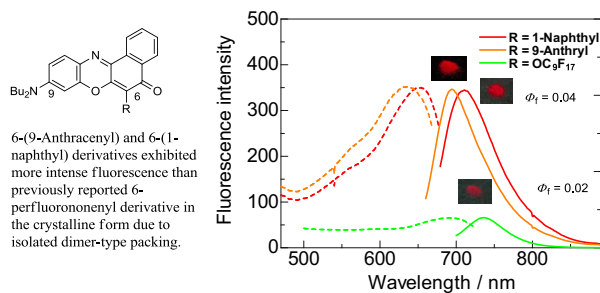 N
O
O
Bu₂N
9
6
R
6-(9-Anthracenyl) and 6-(1-
naphthyl) derivatives exhibited
more intense fluorescence than
previously reported 6-
perfluorononenyl derivative in
the crystalline form due to
isolated dimer-type packing.
Fluorescence intensity
500
400
300
200
100
0
500
600
700
800
Wavelength / nm
R = 1-Naphthyl
R = 9-Anthryl
R = OC₉F₁₇
Φf = 0.04
Φf = 0.02